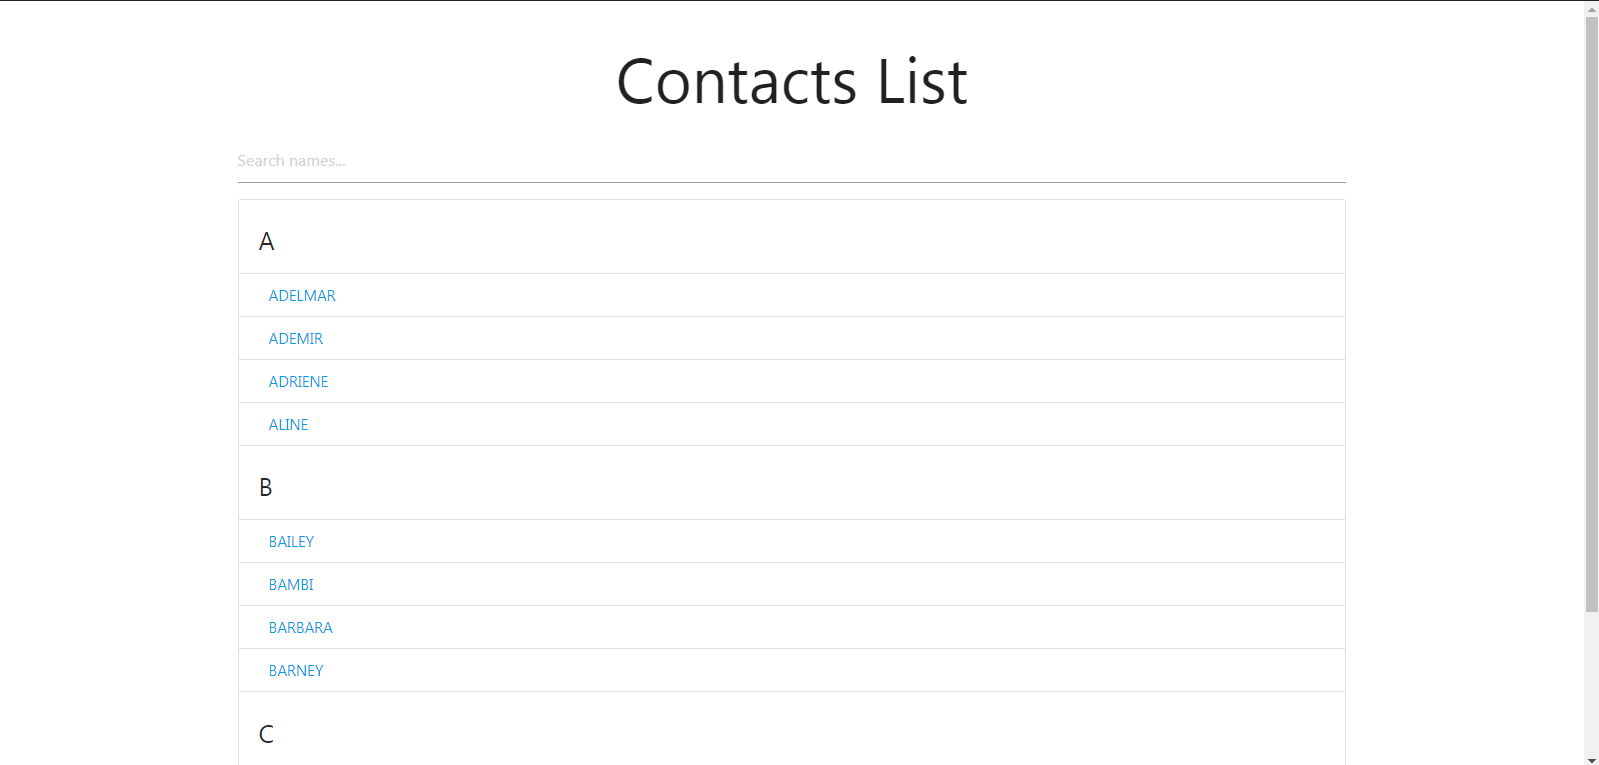 Contacts List
Search names...
A
ADELMAR
ADEMIR
ADRIENE
ALINE
B
BAILEY
BAMBI
BARBARA
BARNEY
C